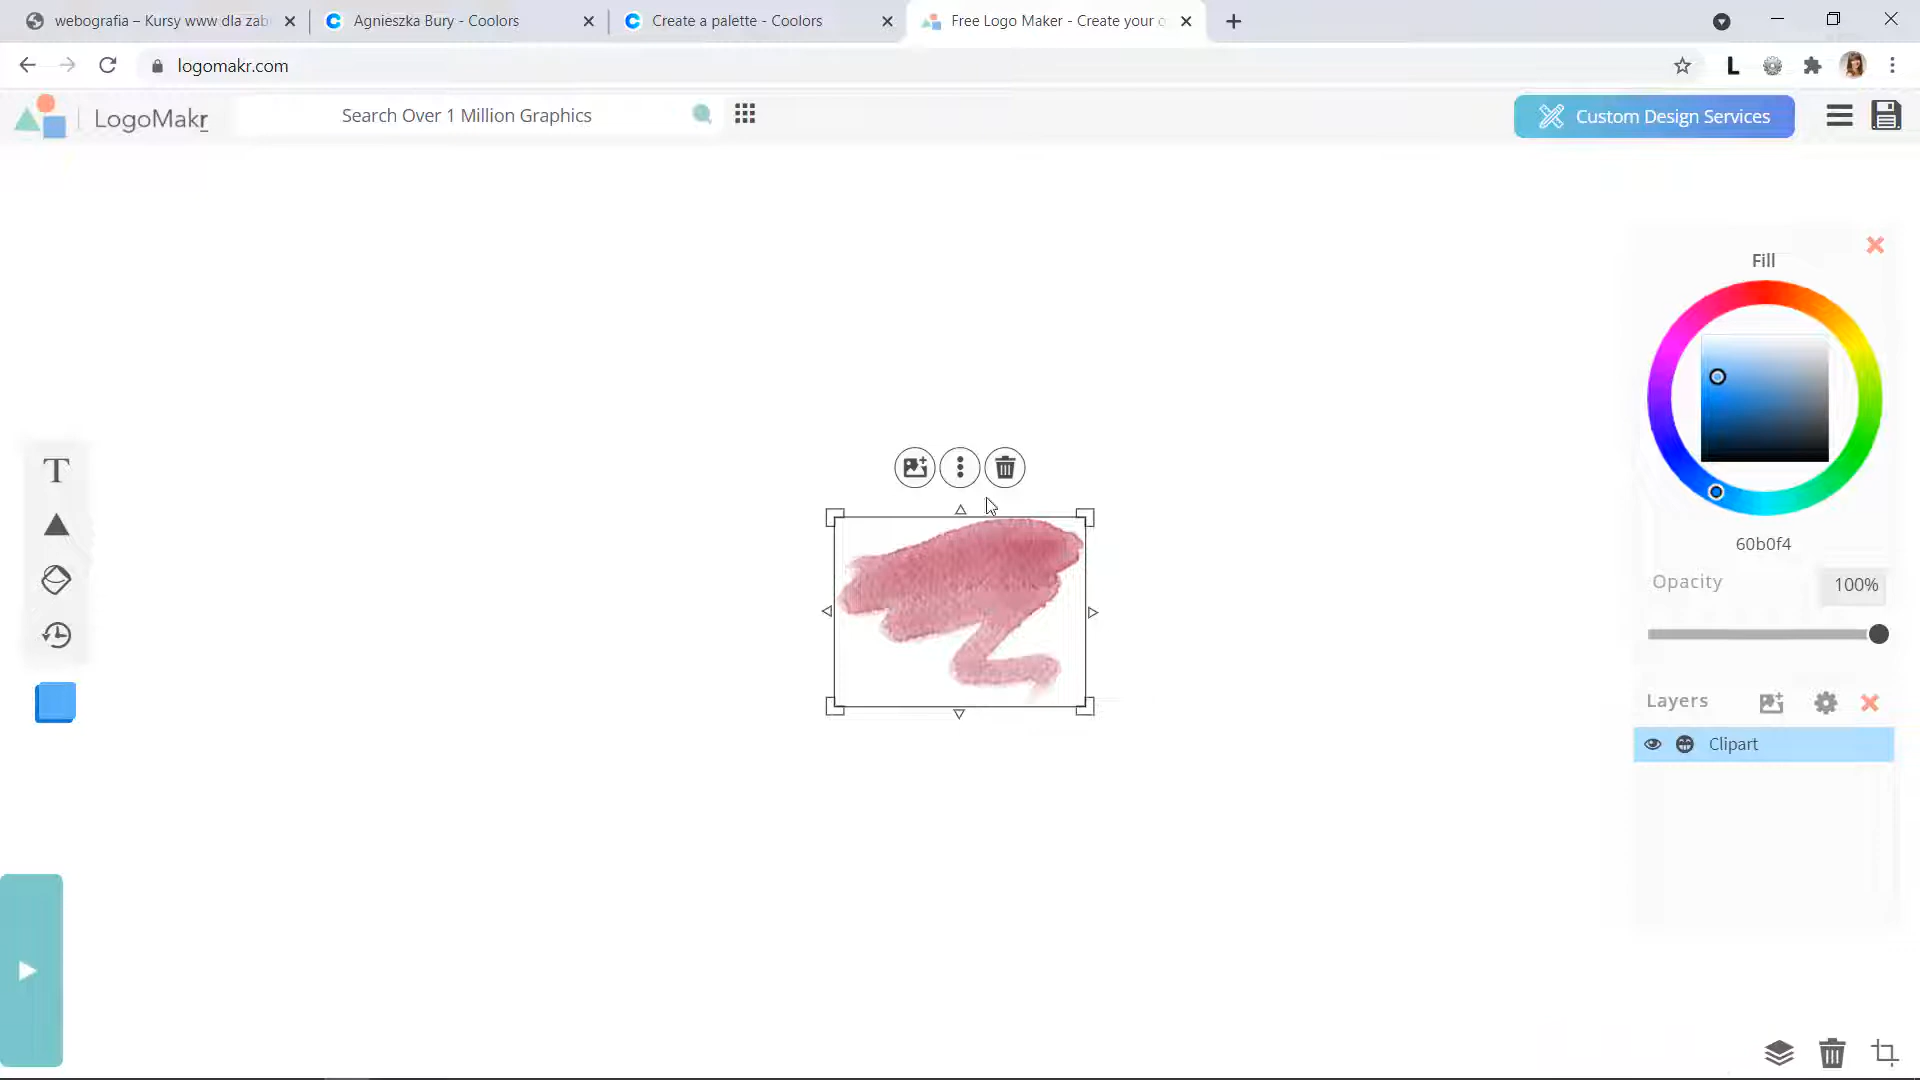 webografia – Kursy www dla zab
Agnieszka Bury - Coolors
Create a palette - Coolors
Free Logo Maker - Create your o
logomakr.com
L
LogoMakr
Search Over 1 Million Graphics
Custom Design Services
Fill
T
60b0f4
Opacity
100%
Layers
Clipart